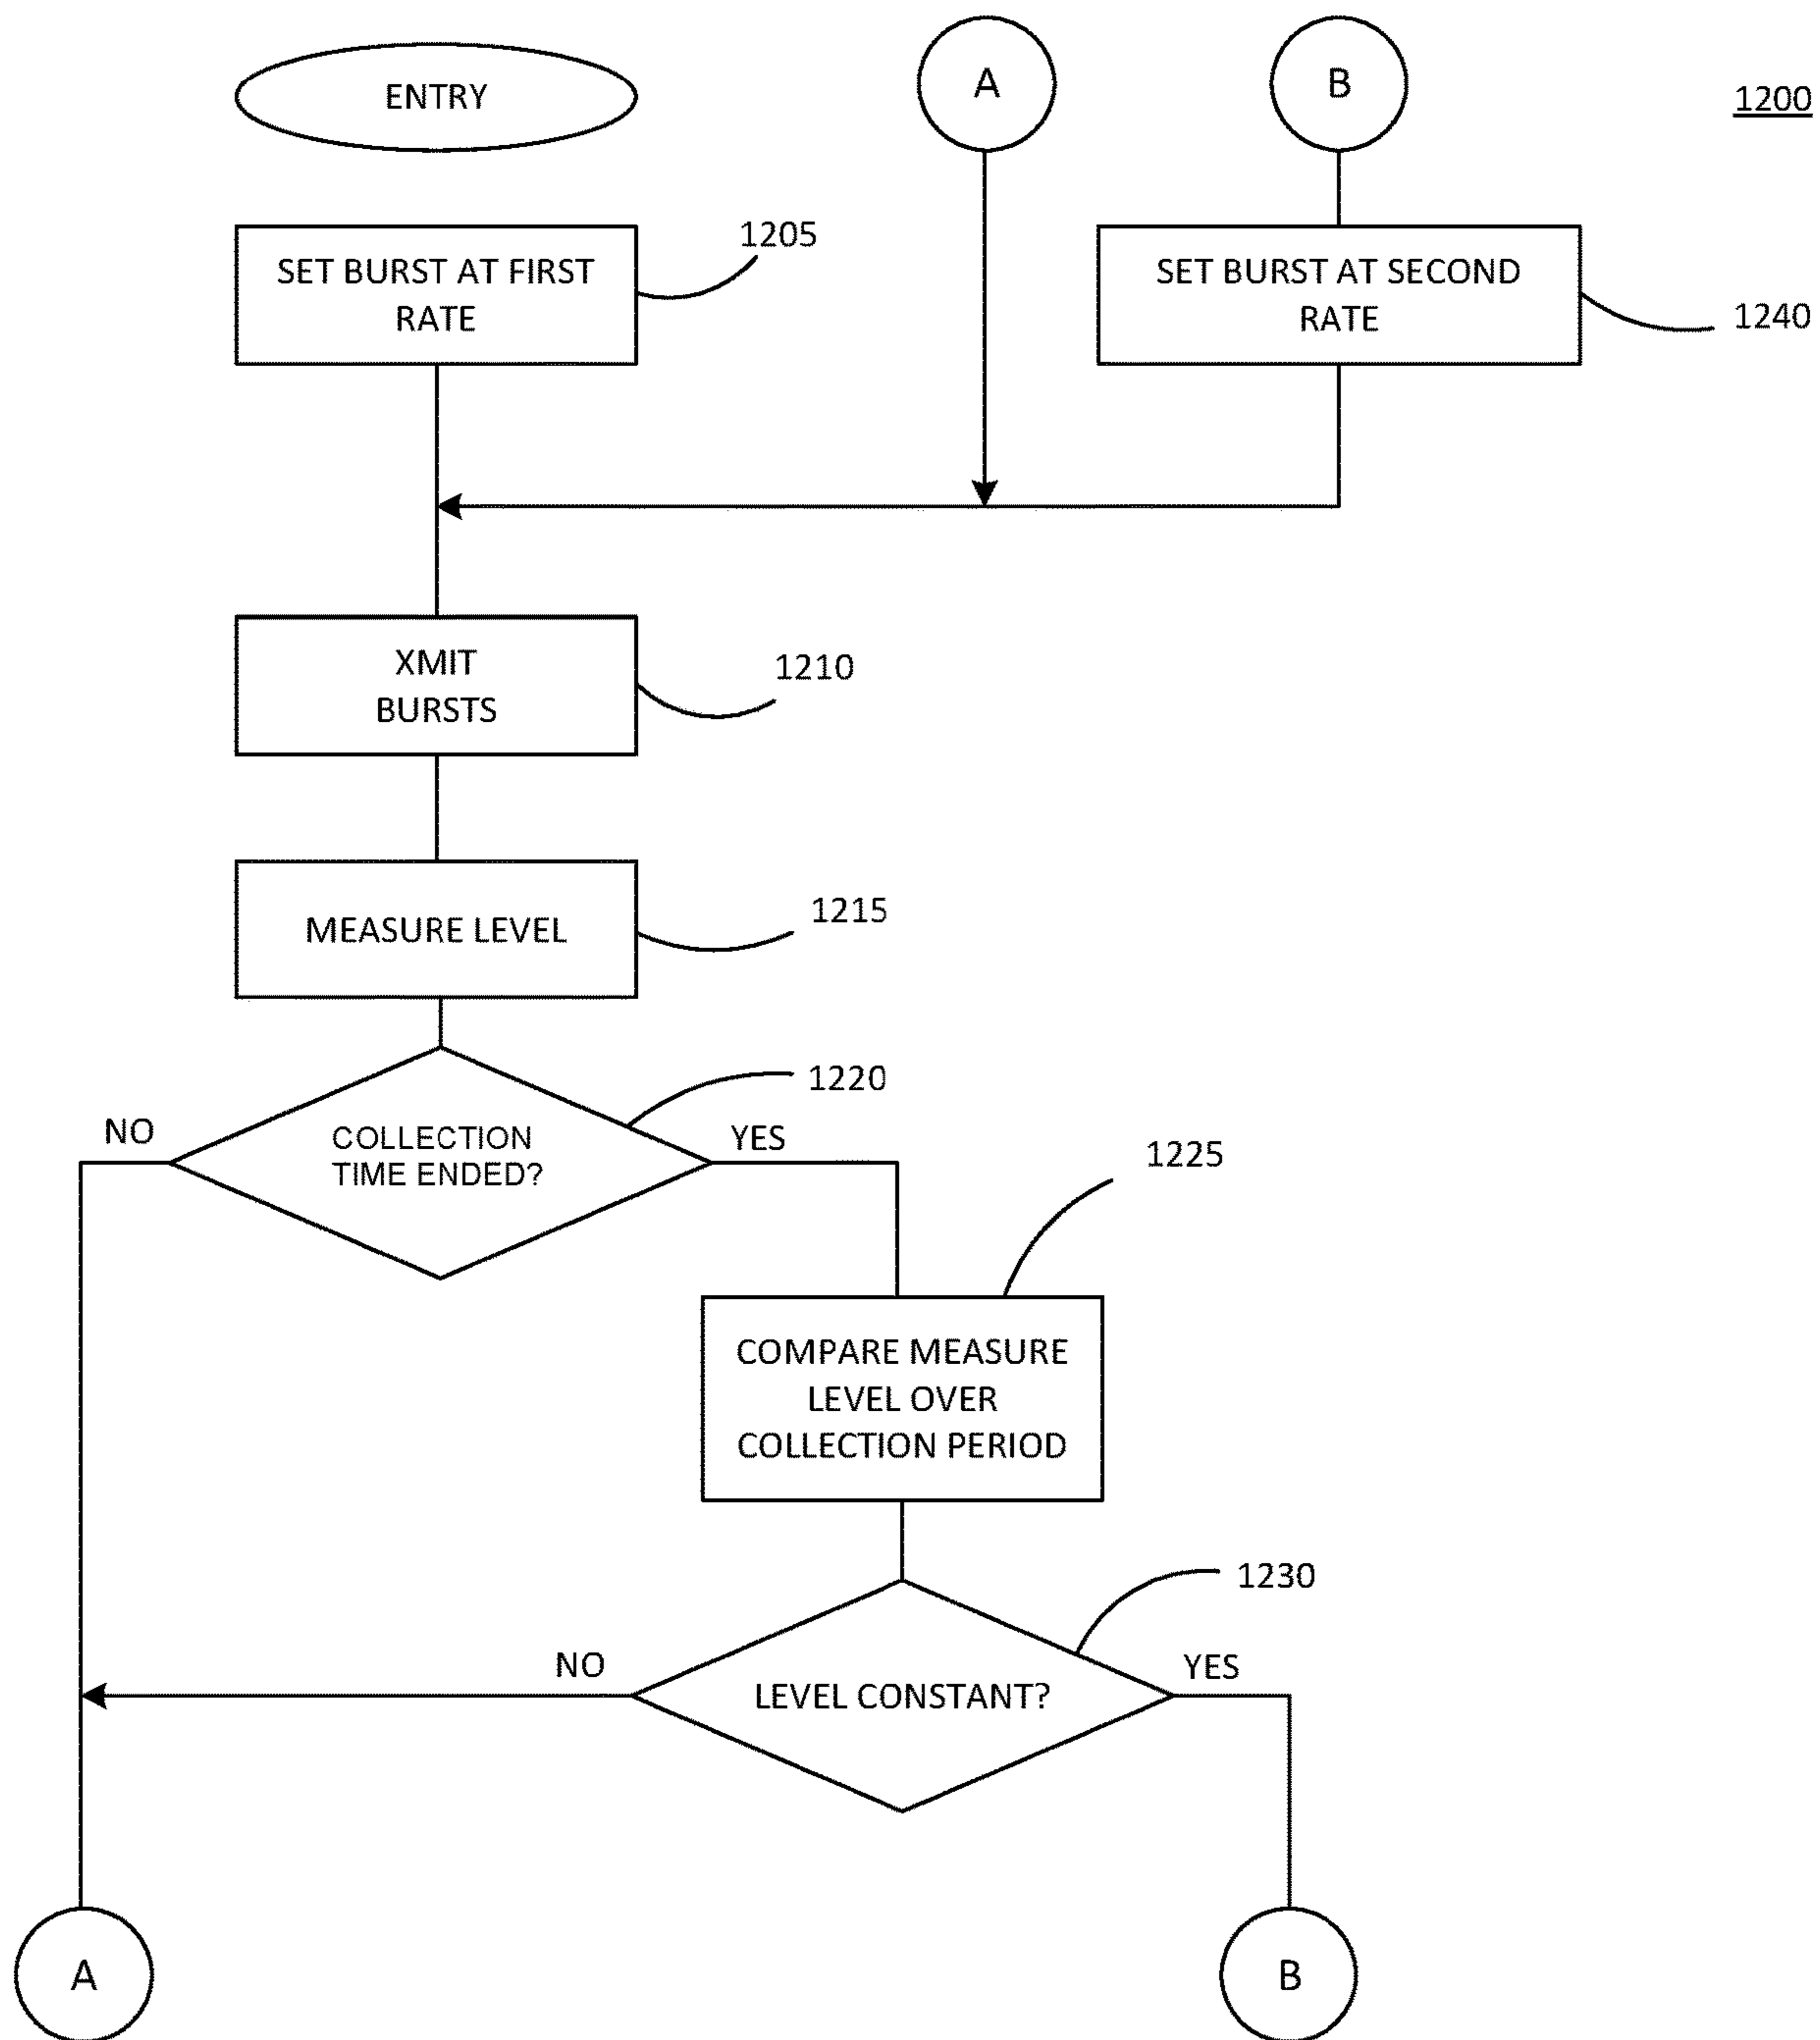 ENTRY
A
B
1200
SET BURST AT FIRST
RATE
1205
SET BURST AT SECOND
RATE
1240
XMIT
BURSTS
1210
MEASURE LEVEL
1215
COLLECTION
TIME ENDED?
1220
NO
YES
1225
COMPARE MEASURE
LEVEL OVER
COLLECTION PERIOD
1230
NO
LEVEL CONSTANT?
YES
A
B